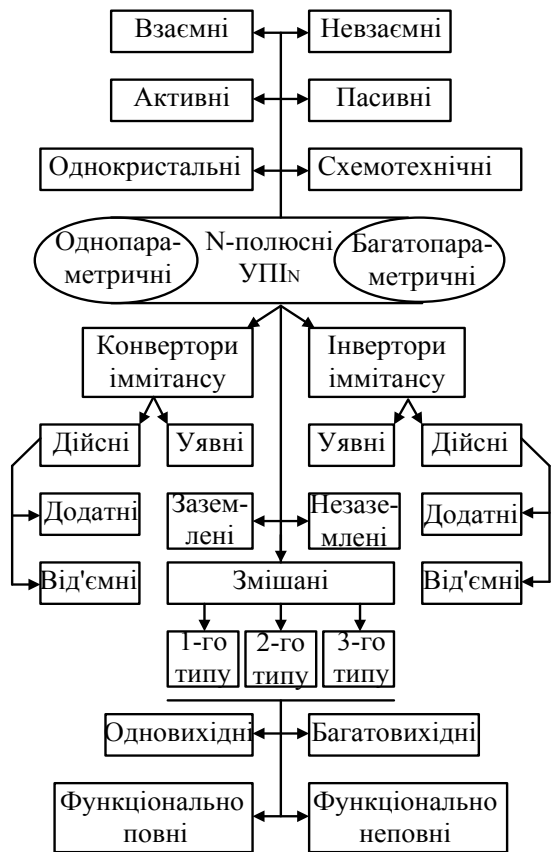 Взаємні
Невзаємні
Активні
Пасивні
Однокристальні
Схемотехнічні
Однопара-
метричні
N-полюсні
УПІN
Багатопара-
метричні
Конвертори
іммітансу
Інвертори
іммітансу
Дійсні
Уявні
Уявні
Дійсні
Додатні
Зазем-
лені
Незазе-
млені
Додатні
Від'ємні
Змішані
Від'ємні
1-го
типу
2-го
типу
3-го
типу
Одновихідні
Багатовихідні
Функціонально
повні
Функціонально
неповні